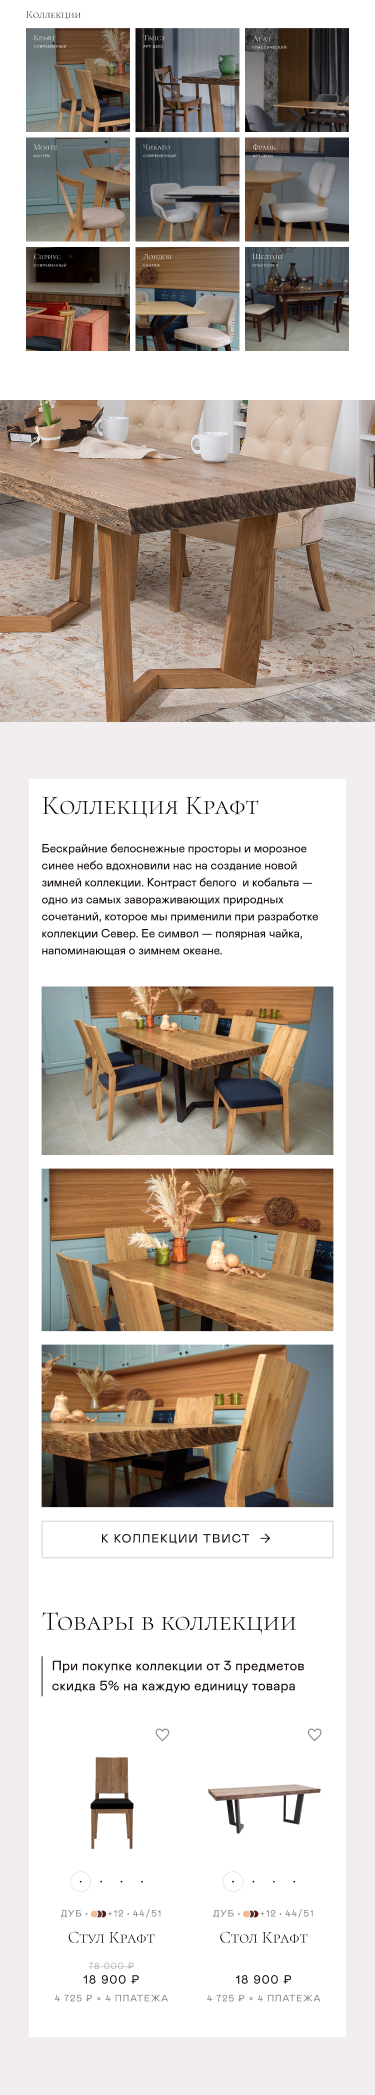 Коллекции
Крафт
современный
Твист
арт-деко
Агат
классический
Монте
кантри
Чикаго
современный
Франк
арт-деко
Сириус
современный
Лондон
кантри
Шелтон
классика
Коллекция Крафт
Бескрайние белоснежные просторы и морозное
синее небо вдохновили нас на создание новой
зимней коллекции. Контраст белого и кобальта —
одно из самых завораживающих природных
сочетаний, которое мы применили при разработке
коллекции Север. Ее символ — полярная чайка,
напоминающая о зимнем океане.
К КОЛЛЕКЦИИ ТВИСТ →
Товары в коллекции
При покупке коллекции от 3 предметов
скидка 5% на каждую единицу товара
ДУБ · +12 · 44/51
ДУБ · +12 · 44/51
Стул Крафт
Стол Крафт
78 000 ₽
18 900 ₽
18 900 ₽
4 725 ₽ × 4 ПЛАТЕЖА
4 725 ₽ × 4 ПЛАТЕЖА